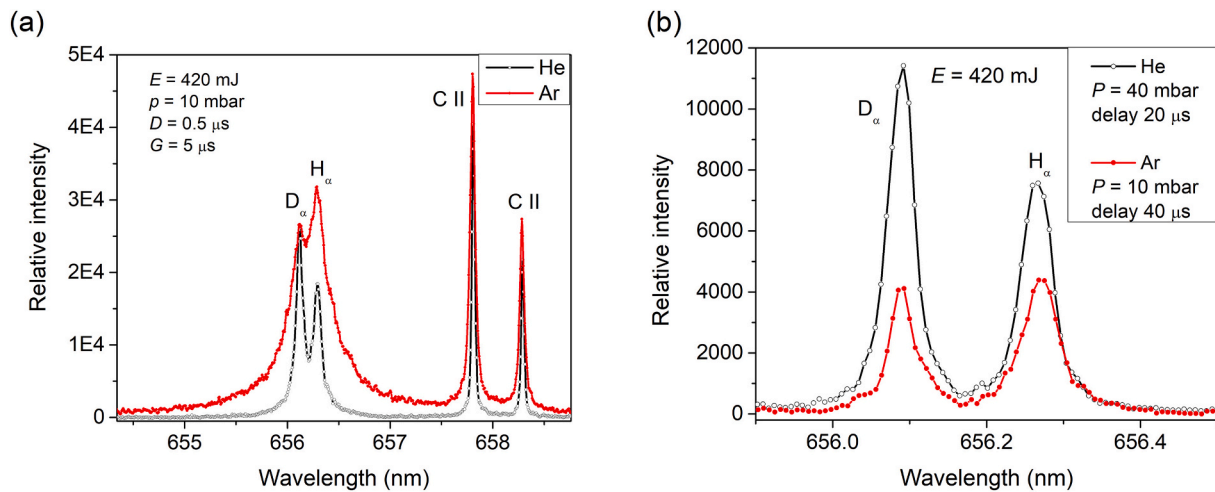 (a)
5E4
4E4
3E4
2E4
1E4
0
Relative intensity
E = 420 mJ
p = 10 mbar
D = 0.5 μs
G = 5 μs
He
Ar
C II
Hα
Dα
C II
655
656
657
658
Wavelength (nm)
(b)
12000
10000
8000
6000
4000
2000
0
Relative intensity
E = 420 mJ
Dα
Hα
He
P = 40 mbar
delay 20 μs
Ar
P = 10 mbar
delay 40 μs
656.0
656.2
656.4
Wavelength (nm)